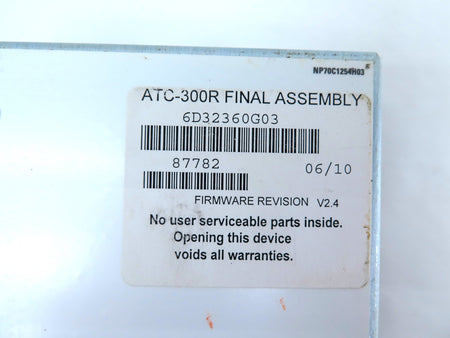 NP70C1254H03
ATC-300R FINAL ASSEMBLY
6D32360G03
87782 06/10
FIRMWARE REVISION V2.4
No user serviceable parts inside.
Opening this device
voids all warranties.